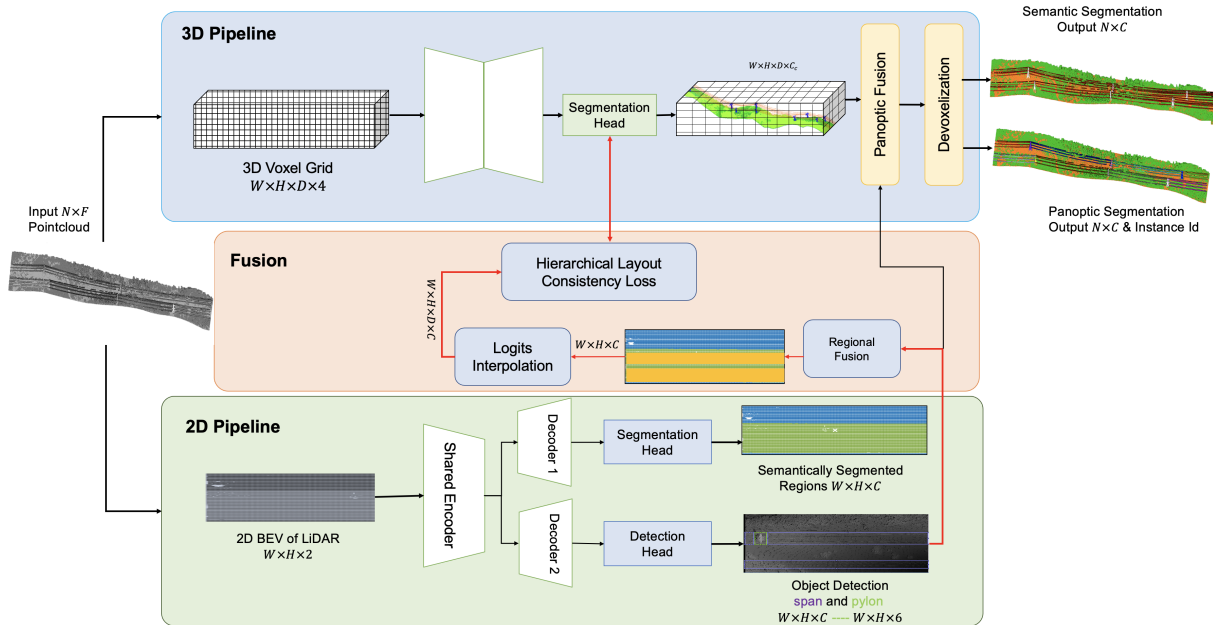 3D Pipeline
3D Voxel Grid
W×H×D×4
Segmentation
Head
W×H×D×C_c
Panoptic Fusion
Devoxelization
Semantic Segmentation
Output N×C
Panoptic Segmentation
Output N×C & Instance Id
Input N×F
Pointcloud
Fusion
Hierarchical Layout
Consistency Loss
W×H×D×C
Logits
Interpolation
W×H×C
Regional
Fusion
2D Pipeline
2D BEV of LiDAR
W×H×2
Shared Encoder
Decoder 1
Segmentation
Head
Semantically Segmented
Regions W×H×C
Decoder 2
Detection
Head
Object Detection
span and pylon
W×H×C ---- W×H×6